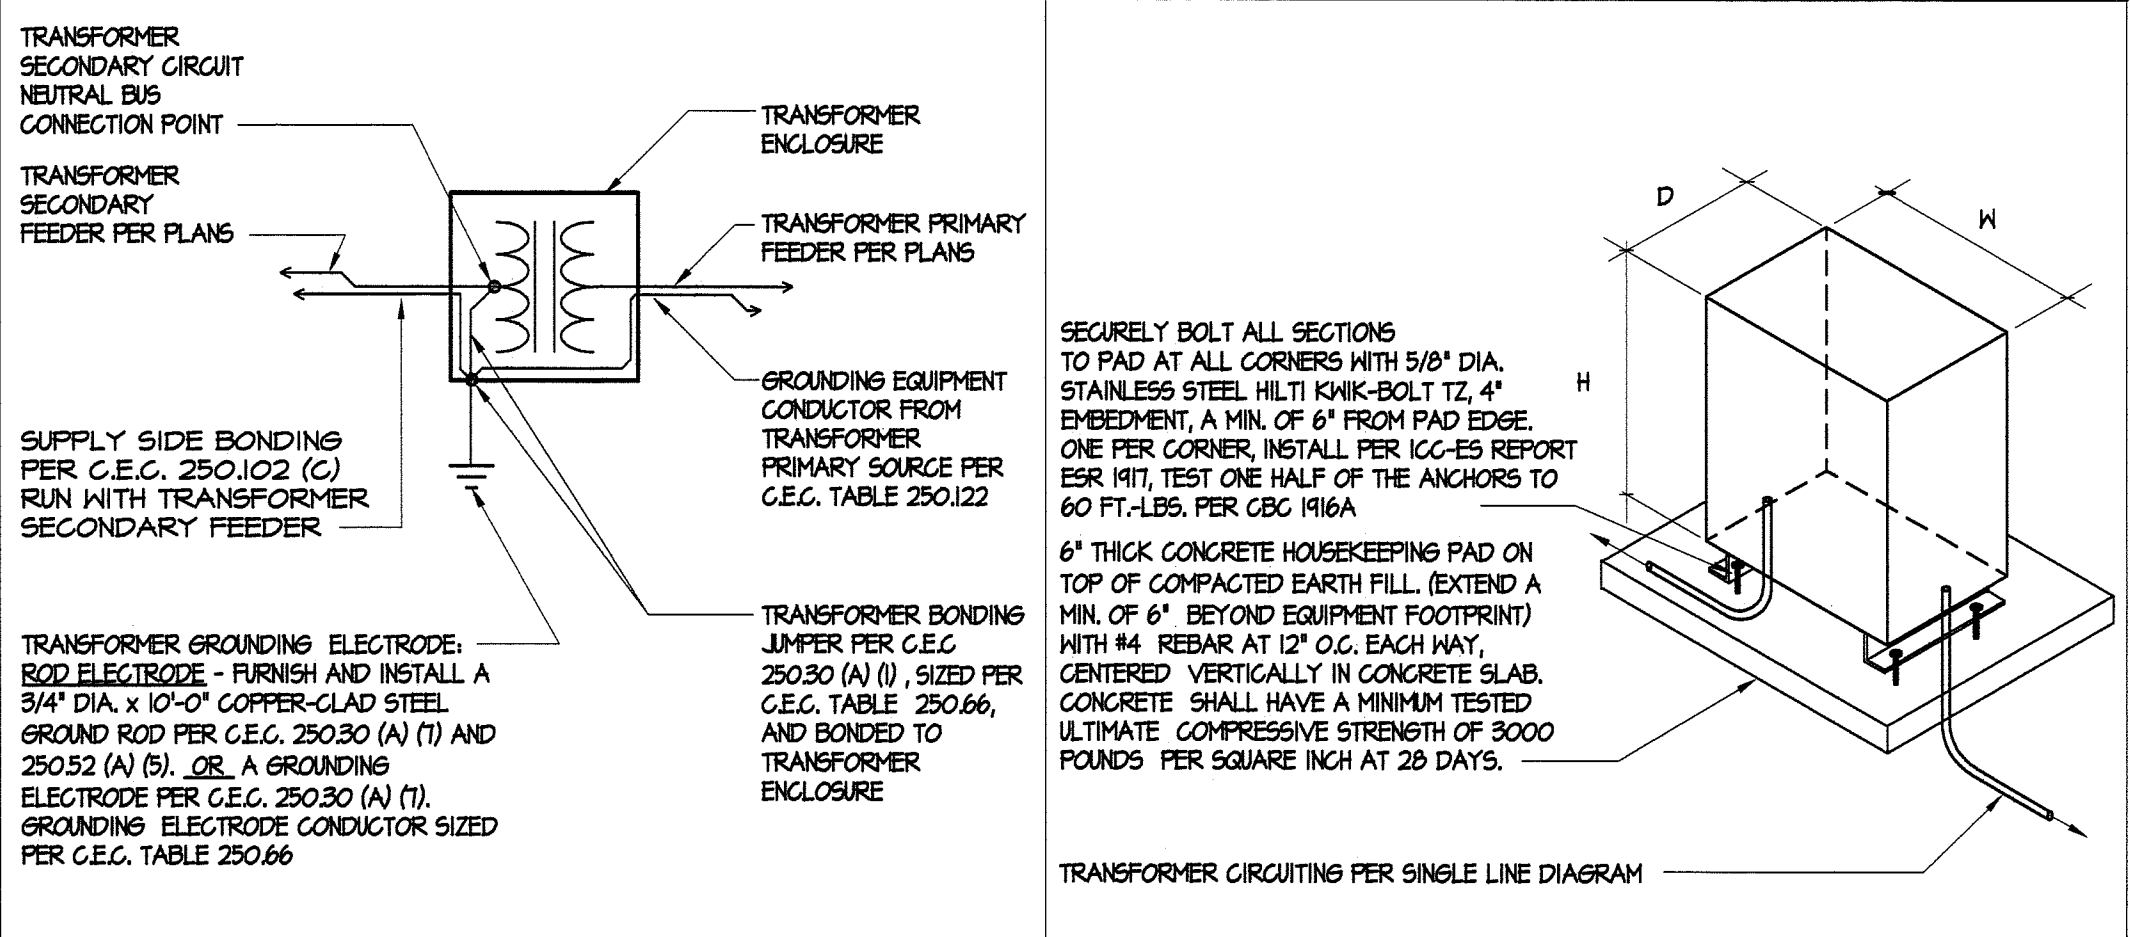 TRANSFORMER
SECONDARY CIRCUIT
NEUTRAL BUS
CONNECTION POINT
TRANSFORMER
SECONDARY
FEEDER PER PLANS
SUPPLY SIDE BONDING
PER C.E.C. 250.102 (C)
RUN WITH TRANSFORMER
SECONDARY FEEDER
TRANSFORMER GROUNDING ELECTRODE:
ROD ELECTRODE - FURNISH AND INSTALL A
3/4" DIA. x 10'-0" COPPER-CLAD STEEL
GROUND ROD PER C.E.C. 250.30 (A) (7) AND
250.52 (A) (5). OR A GROUNDING
ELECTRODE PER C.E.C. 250.30 (A) (7).
GROUNDING ELECTRODE CONDUCTOR SIZED
PER C.E.C. TABLE 250.66
TRANSFORMER
ENCLOSURE
TRANSFORMER PRIMARY
FEEDER PER PLANS
GROUNDING EQUIPMENT
CONDUCTOR FROM
TRANSFORMER
PRIMARY SOURCE PER
C.E.C. TABLE 250.122
TRANSFORMER BONDING
JUMPER PER C.E.C
250.30 (A) (1) , SIZED PER
C.E.C. TABLE 250.66,
AND BONDED TO
TRANSFORMER
ENCLOSURE
SECURELY BOLT ALL SECTIONS
TO PAD AT ALL CORNERS WITH 5/8" DIA.
STAINLESS STEEL HILTI KWIK-BOLT TZ, 4"
EMBEDMENT, A MIN. OF 6" FROM PAD EDGE.
ONE PER CORNER, INSTALL PER ICC-ES REPORT
ESR 1917, TEST ONE HALF OF THE ANCHORS TO
60 FT.-LBS. PER CBC 1916A
6" THICK CONCRETE HOUSEKEEPING PAD ON
TOP OF COMPACTED EARTH FILL. (EXTEND A
MIN. OF 6" BEYOND EQUIPMENT FOOTPRINT)
WITH #4 REBAR AT 12" O.C. EACH WAY,
CENTERED VERTICALLY IN CONCRETE SLAB.
CONCRETE SHALL HAVE A MINIMUM TESTED
ULTIMATE COMPRESSIVE STRENGTH OF 3000
POUNDS PER SQUARE INCH AT 28 DAYS.
TRANSFORMER CIRCUITING PER SINGLE LINE DIAGRAM
D
W
H